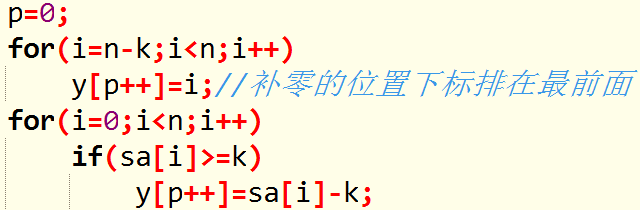 p=0;
for(i=n-k;i<n;i++)
    y[p++]=i;//补零的位置下标排在最前面
for(i=0;i<n;i++)
    if(sa[i]>=k)
        y[p++]=sa[i]-k;